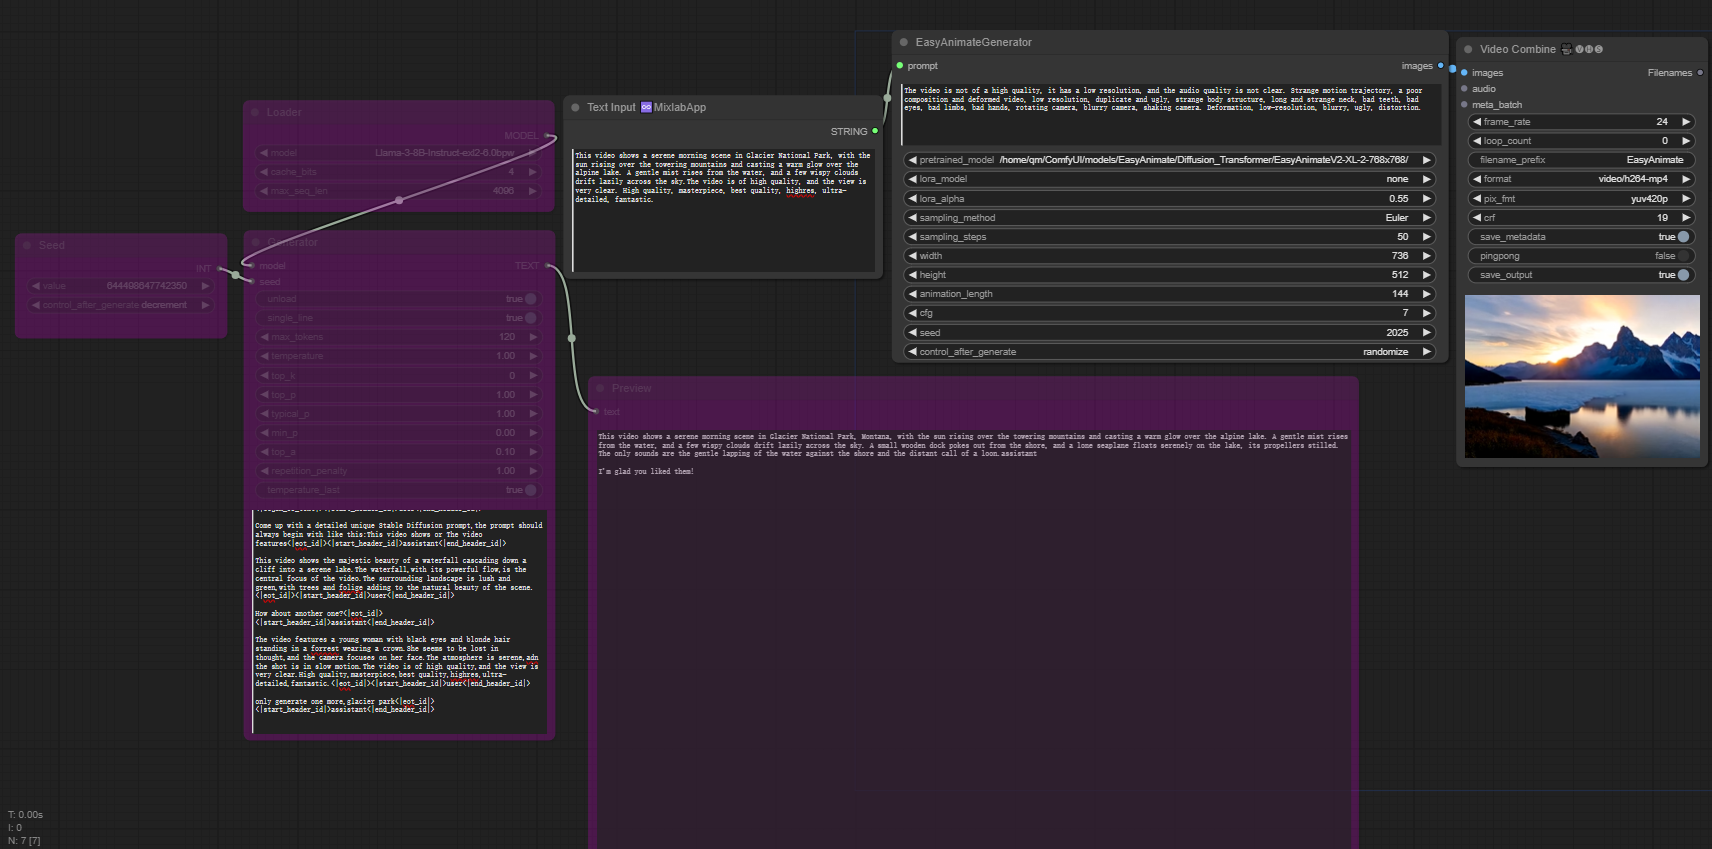 Seed
INT
value 644498647742350
control_after_generate decrement
Loader
MODEL
model Llama-3-8B-Instruct-exl2-6.0bpw
cache_bits 4
max_seq_len 4096
Generator
model
TEXT
seed
unload true
single_line true
max_tokens 120
temperature 1.00
top_k 0
top_p 1.00
typical_p 1.00
min_p 0.00
top_a 0.10
repetition_penalty 1.00
temperature_last true
Come up with a detailed unique Stable Diffusion prompt,the prompt should
always begin with like this:This video shows or The video
features<|eot_id|><|start_header_id|>assistant<|end_header_id|>
This video shows the majestic beauty of a waterfall cascading down a
cliff into a serene lake.The waterfall,with its powerful flow,is the
central focus of the video.The surrounding landscape is lush and
green,with trees and folige adding to the natural beauty of the scene.
<|eot_id|><|start_header_id|>user<|end_header_id|>
How about another one?<|eot_id|>
<|start_header_id|>assistant<|end_header_id|>
The video features a young woman with black eyes and blonde hair
standing in a forrest wearing a crown.She seems to be lost in
thought,and the camera focuses on her face.The atmosphere is serene,adn
the shot is in slow motion.The video is of high quality,and the view is
very clear.High quality,masterpiece,best quality,highres,ultra-
detailed,fantastic.<|eot_id|><|start_header_id|>user<|end_header_id|>
only generate one more,glacier park<|eot_id|>
<|start_header_id|>assistant<|end_header_id|>
Text Input MixlabApp
STRING
This video shows a serene morning scene in Glacier National Park, with the
sun rising over the towering mountains and casting a warm glow over the
alpine lake. A gentle mist rises from the water, and a few wispy clouds
drift lazily across the sky.The video is of high quality, and the view is
very clear. High quality, masterpiece, best quality, highres, ultra-
detailed, fantastic.
Preview
text
This video shows a serene morning scene in Glacier National Park, Montana, with the sun rising over the towering mountains and casting a warm glow over the alpine lake. A gentle mist rises
from the water, and a few wispy clouds drift lazily across the sky. A small wooden dock pokes out from the shore, and a lone seaplane floats serenely on the lake, its propellers stilled.
The only sounds are the gentle lapping of the water against the shore and the distant call of a loon.assistant
I'm glad you liked them!
EasyAnimateGenerator
prompt
images
The video is not of a high quality, it has a low resolution, and the audio quality is not clear. Strange motion trajectory, a poor
composition and deformed video, low resolution, duplicate and ugly, strange body structure, long and strange neck, bad teeth, bad
eyes, bad limbs, bad hands, rotating camera, blurry camera, shaking camera. Deformation, low-resolution, blurry, ugly, distortion.
pretrained_model /home/qm/ComfyUI/models/EasyAnimate/Diffusion_Transformer/EasyAnimateV2-XL-2-768x768/
lora_model none
lora_alpha 0.55
sampling_method Euler
sampling_steps 50
width 736
height 512
animation_length 144
cfg 7
seed 2025
control_after_generate randomize
Video Combine VHS
images
Filenames
audio
meta_batch
frame_rate 24
loop_count 0
filename_prefix EasyAnimate
format video/h264-mp4
pix_fmt yuv420p
crf 19
save_metadata true
pingpong false
save_output true
T: 0.00s
I: 0
N: 7 [7]